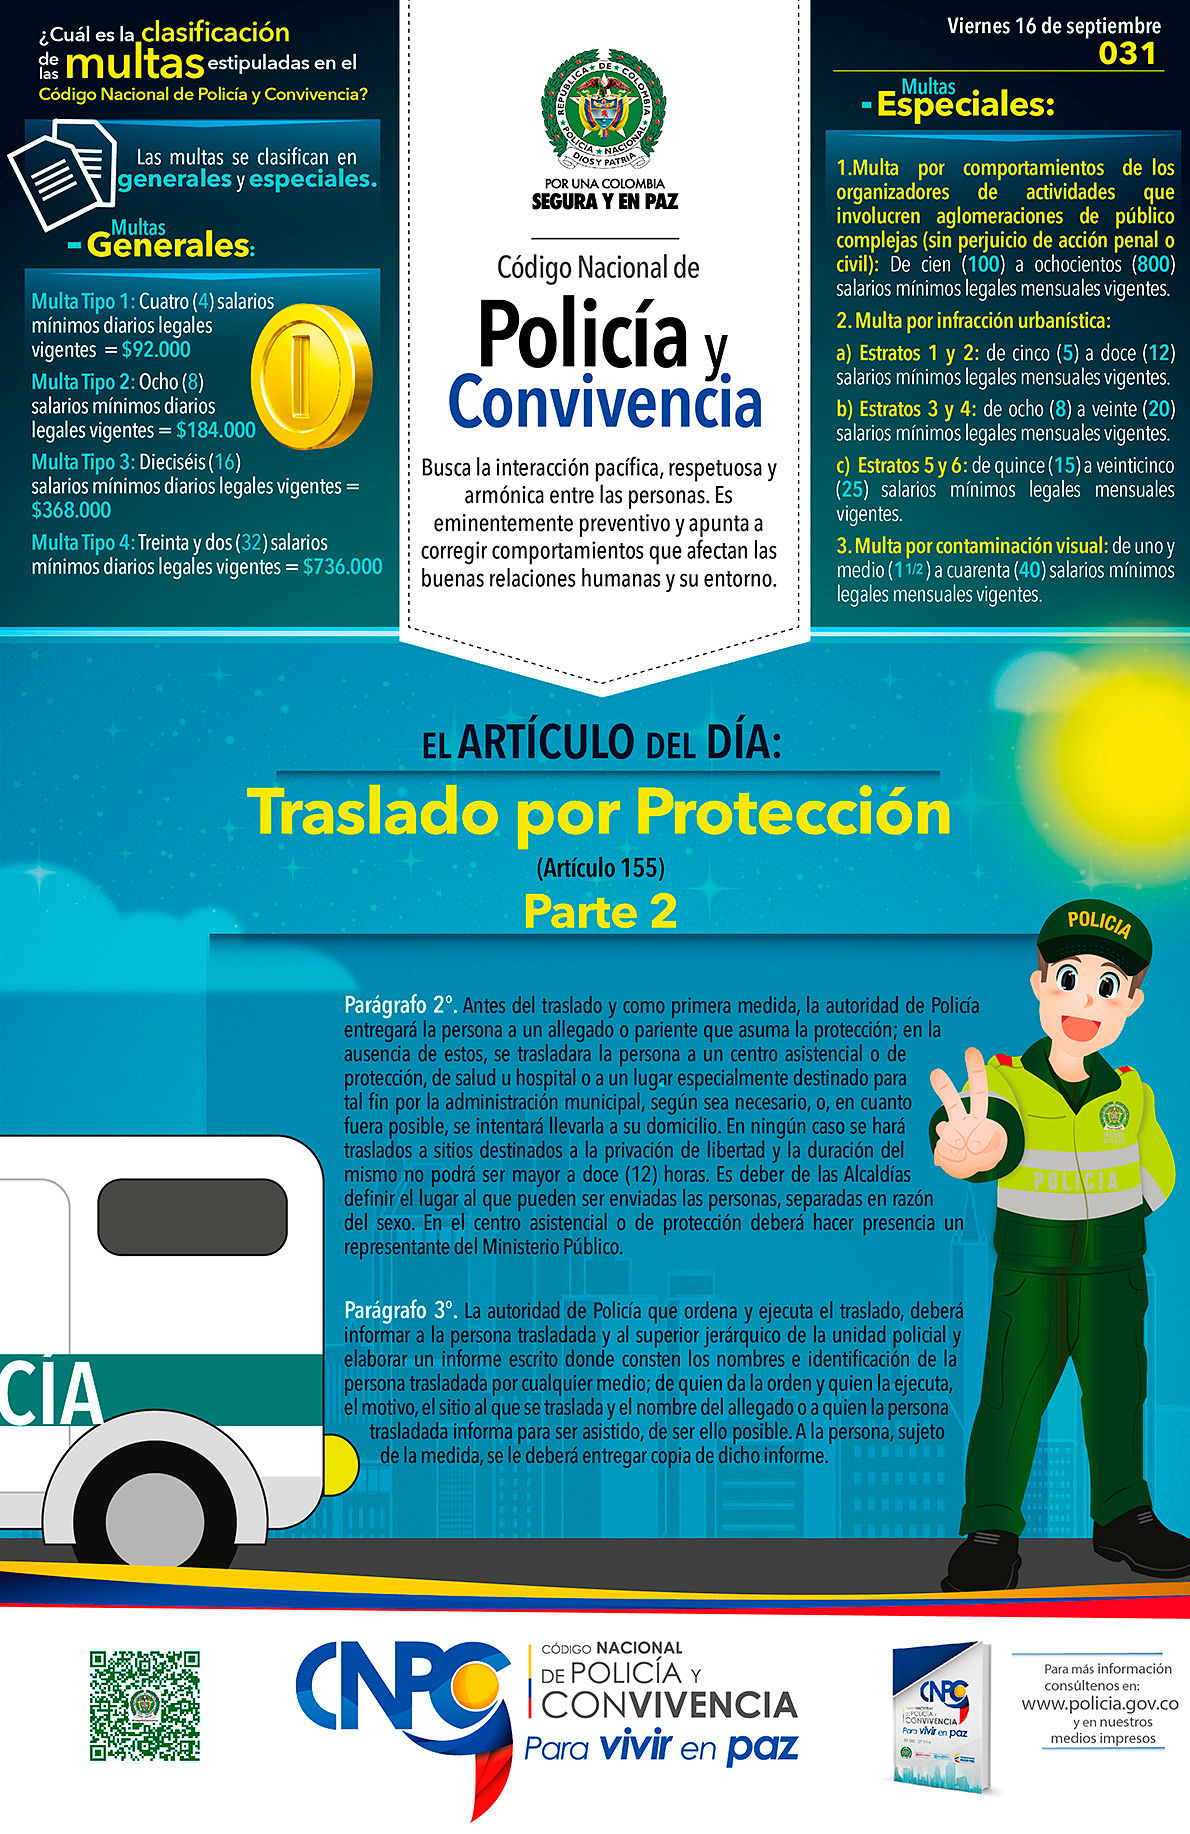 ¿Cuál es la clasificación
de las multas estipuladas en el
Código Nacional de Policía y Convivencia?
Las multas se clasifican en
generales y especiales.
Multas
- Generales:
Multa Tipo 1: Cuatro (4) salarios
mínimos diarios legales
vigentes = $92.000
Multa Tipo 2: Ocho (8)
salarios mínimos diarios
legales vigentes = $184.000
Multa Tipo 3: Dieciséis (16)
salarios mínimos diarios legales vigentes =
$368.000
Multa Tipo 4: Treinta y dos (32) salarios
mínimos diarios legales vigentes = $736.000
REPÚBLICA DE COLOMBIA
POLICÍA NACIONAL
DIOS Y PATRIA
POR UNA COLOMBIA
SEGURA Y EN PAZ
Código Nacional de
Policía y
Convivencia
Busca la interacción pacífica, respetuosa y
armónica entre las personas. Es
eminentemente preventivo y apunta a
corregir comportamientos que afectan las
buenas relaciones humanas y su entorno.
Viernes 16 de septiembre
031
Multas
- Especiales:
1.Multa por comportamientos de los
organizadores de actividades que
involucren aglomeraciones de público
complejas (sin perjuicio de acción penal o
civil): De cien (100) a ochocientos (800)
salarios mínimos legales mensuales vigentes.
2. Multa por infracción urbanística:
a) Estratos 1 y 2: de cinco (5) a doce (12)
salarios mínimos legales mensuales vigentes.
b) Estratos 3 y 4: de ocho (8) a veinte (20)
salarios mínimos legales mensuales vigentes.
c) Estratos 5 y 6: de quince (15) a veinticinco
(25) salarios mínimos legales mensuales
vigentes.
3. Multa por contaminación visual: de uno y
medio (1 1/2 ) a cuarenta (40) salarios mínimos
legales mensuales vigentes.
EL ARTÍCULO DEL DÍA:
Traslado por Protección
(Artículo 155)
Parte 2
Parágrafo 2º. Antes del traslado y como primera medida, la autoridad de Policía
entregará la persona a un allegado o pariente que asuma la protección; en la
ausencia de estos, se trasladara la persona a un centro asistencial o de
protección, de salud u hospital o a un lugar especialmente destinado para
tal fin por la administración municipal, según sea necesario, o, en cuanto
fuera posible, se intentará llevarla a su domicilio. En ningún caso se hará
traslados a sitios destinados a la privación de libertad y la duración del
mismo no podrá ser mayor a doce (12) horas. Es deber de las Alcaldías
definir el lugar al que pueden ser enviadas las personas, separadas en razón
del sexo. En el centro asistencial o de protección deberá hacer presencia un
representante del Ministerio Público.
Parágrafo 3º. La autoridad de Policía que ordena y ejecuta el traslado, deberá
informar a la persona trasladada y al superior jerárquico de la unidad policial y
elaborar un informe escrito donde consten los nombres e identificación de la
persona trasladada por cualquier medio; de quien da la orden y quien la ejecuta,
el motivo, el sitio al que se traslada y el nombre del allegado o a quien la persona
trasladada informa para ser asistido, de ser ello posible. A la persona, sujeto
de la medida, se le deberá entregar copia de dicho informe.
POLICIA
POLICIA
CÍA
CNPC
CÓDIGO NACIONAL
DE POLICÍA Y
CONVIVENCIA
Para vivir en paz
CNPC
DE POLICÍA Y
CONVIVENCIA
Para vivir en paz
Para más información
consúltenos en:
www.policia.gov.co
y en nuestros
medios impresos